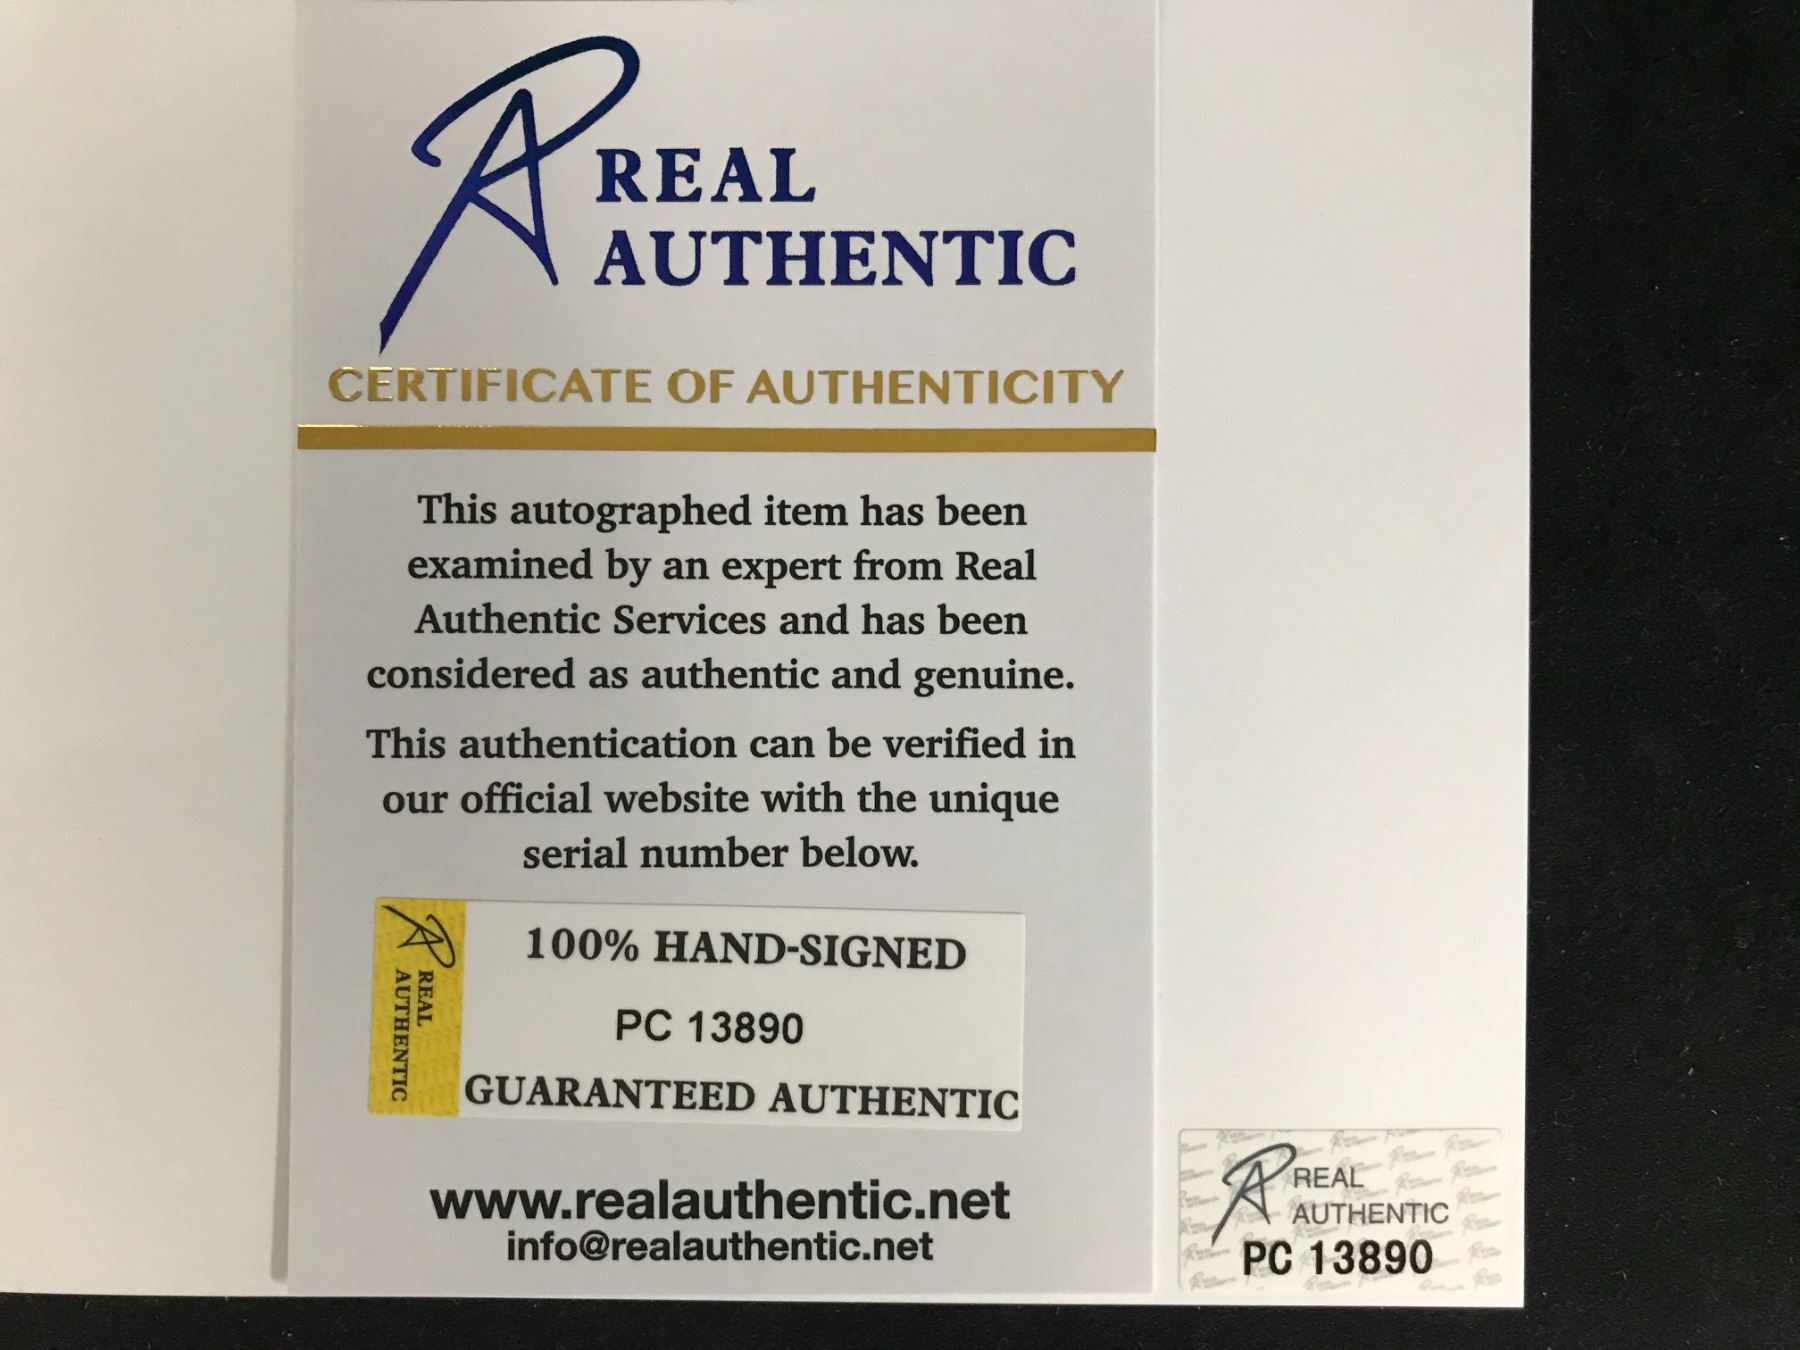 REAL
AUTHENTIC
CERTIFICATE OF AUTHENTICITY
This autographed item has been
examined by an expert from Real
Authentic Services and has been
considered as authentic and genuine.
This authentication can be verified in
our official website with the unique
serial number below.
REAL
AUTHENTIC
100% HAND-SIGNED
PC 13890
GUARANTEED AUTHENTIC
www.realauthentic.net
info@realauthentic.net
REAL
AUTHENTIC
PC 13890